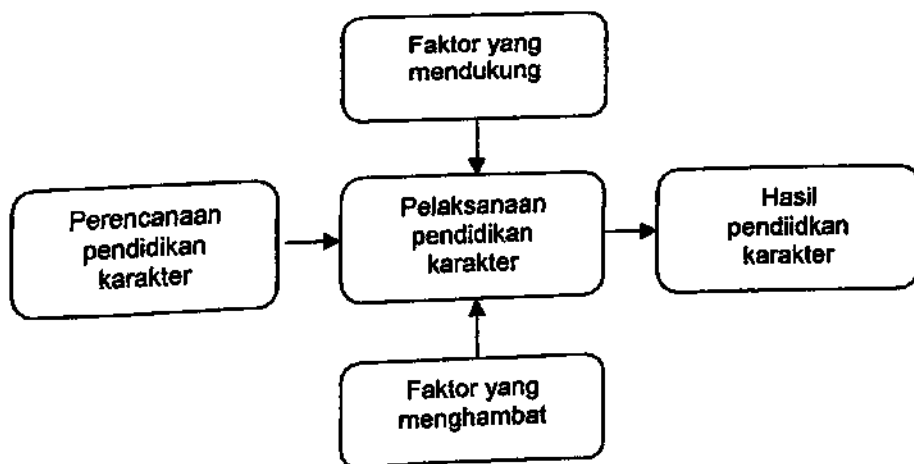 Faktor yang
mendukung
Perencanaan
pendidikan
karakter
Pelaksanaan
pendidikan
karakter
Hasil
pendiidkan
karakter
Faktor yang
menghambat